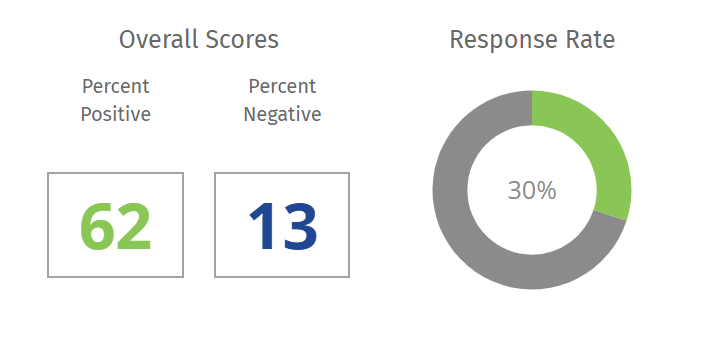 Overall Scores
Percent
Positive
Percent
Negative
62
13
Response Rate
30%